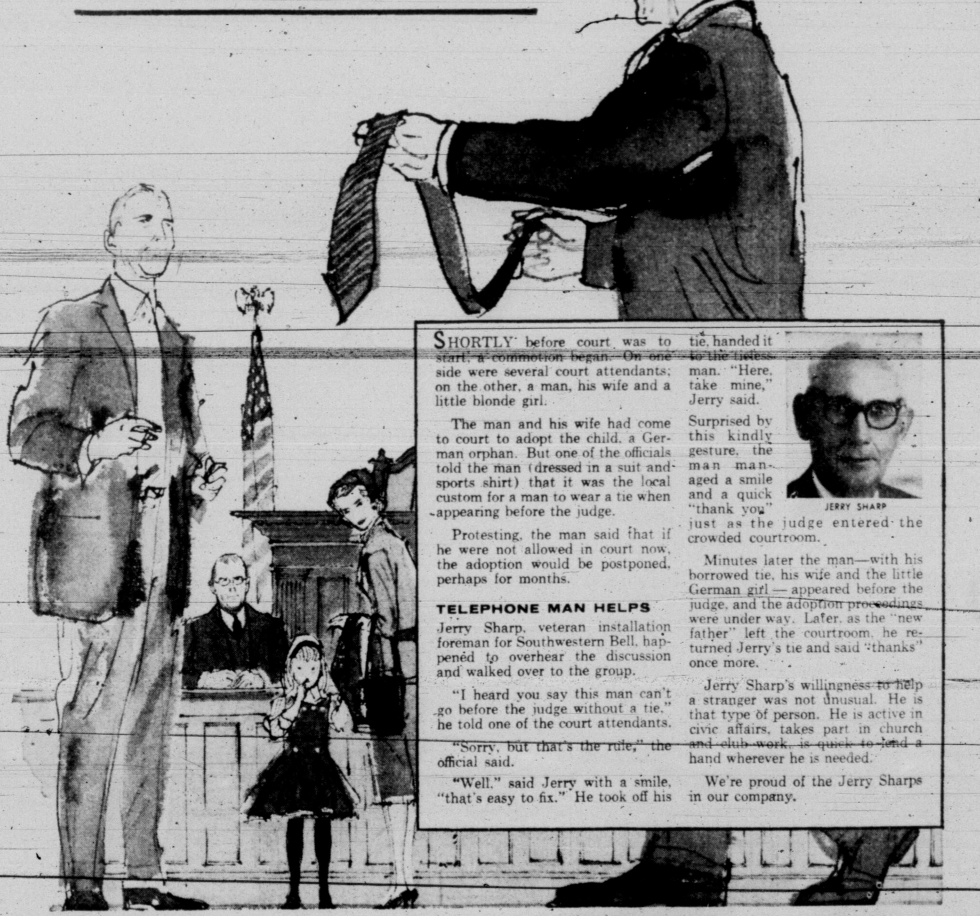 SHORTLY before court was to
start, a commotion began. On one
side were several court attendants;
on the other, a man, his wife and a
little blonde girl.
The man and his wife had come
to court to adopt the child, a Ger-
man orphan. But one of the officials
told the man (dressed in a suit and
sports shirt) that it was the local
custom for a man to wear a tie when
appearing before the judge.
Protesting, the man said that if
he were not allowed in court now,
the adoption would be postponed,
perhaps for months.
TELEPHONE MAN HELPS
Jerry Sharp, veteran installation
foreman for Southwestern Bell, hap-
pened to overhear the discussion
and walked over to the group.
"I heard you say this man can't
go before the judge without a tie,"
he told one of the court attendants.
"Sorry, but that's the rule," the
official said.
"Well," said Jerry with a smile,
"that's easy to fix." He took off his
tie, handed it
to the tieless
man. "Here,
take mine,"
Jerry said.
Surprised by
this kindly
gesture, the
man man-
aged a smile
and a quick
"thank you"
just as the judge entered the
crowded courtroom.
JERRY SHARP
Minutes later the man—with his
borrowed tie, his wife and the little
German girl — appeared before the
judge, and the adoption proceedings
were under way. Later, as the "new
father" left the courtroom, he re-
turned Jerry's tie and said "thanks"
once more.
Jerry Sharp's willingness to help
a stranger was not unusual. He is
that type of person. He is active in
civic affairs, takes part in church
and club work, is quick to lend a
hand wherever he is needed.
We're proud of the Jerry Sharps
in our company.